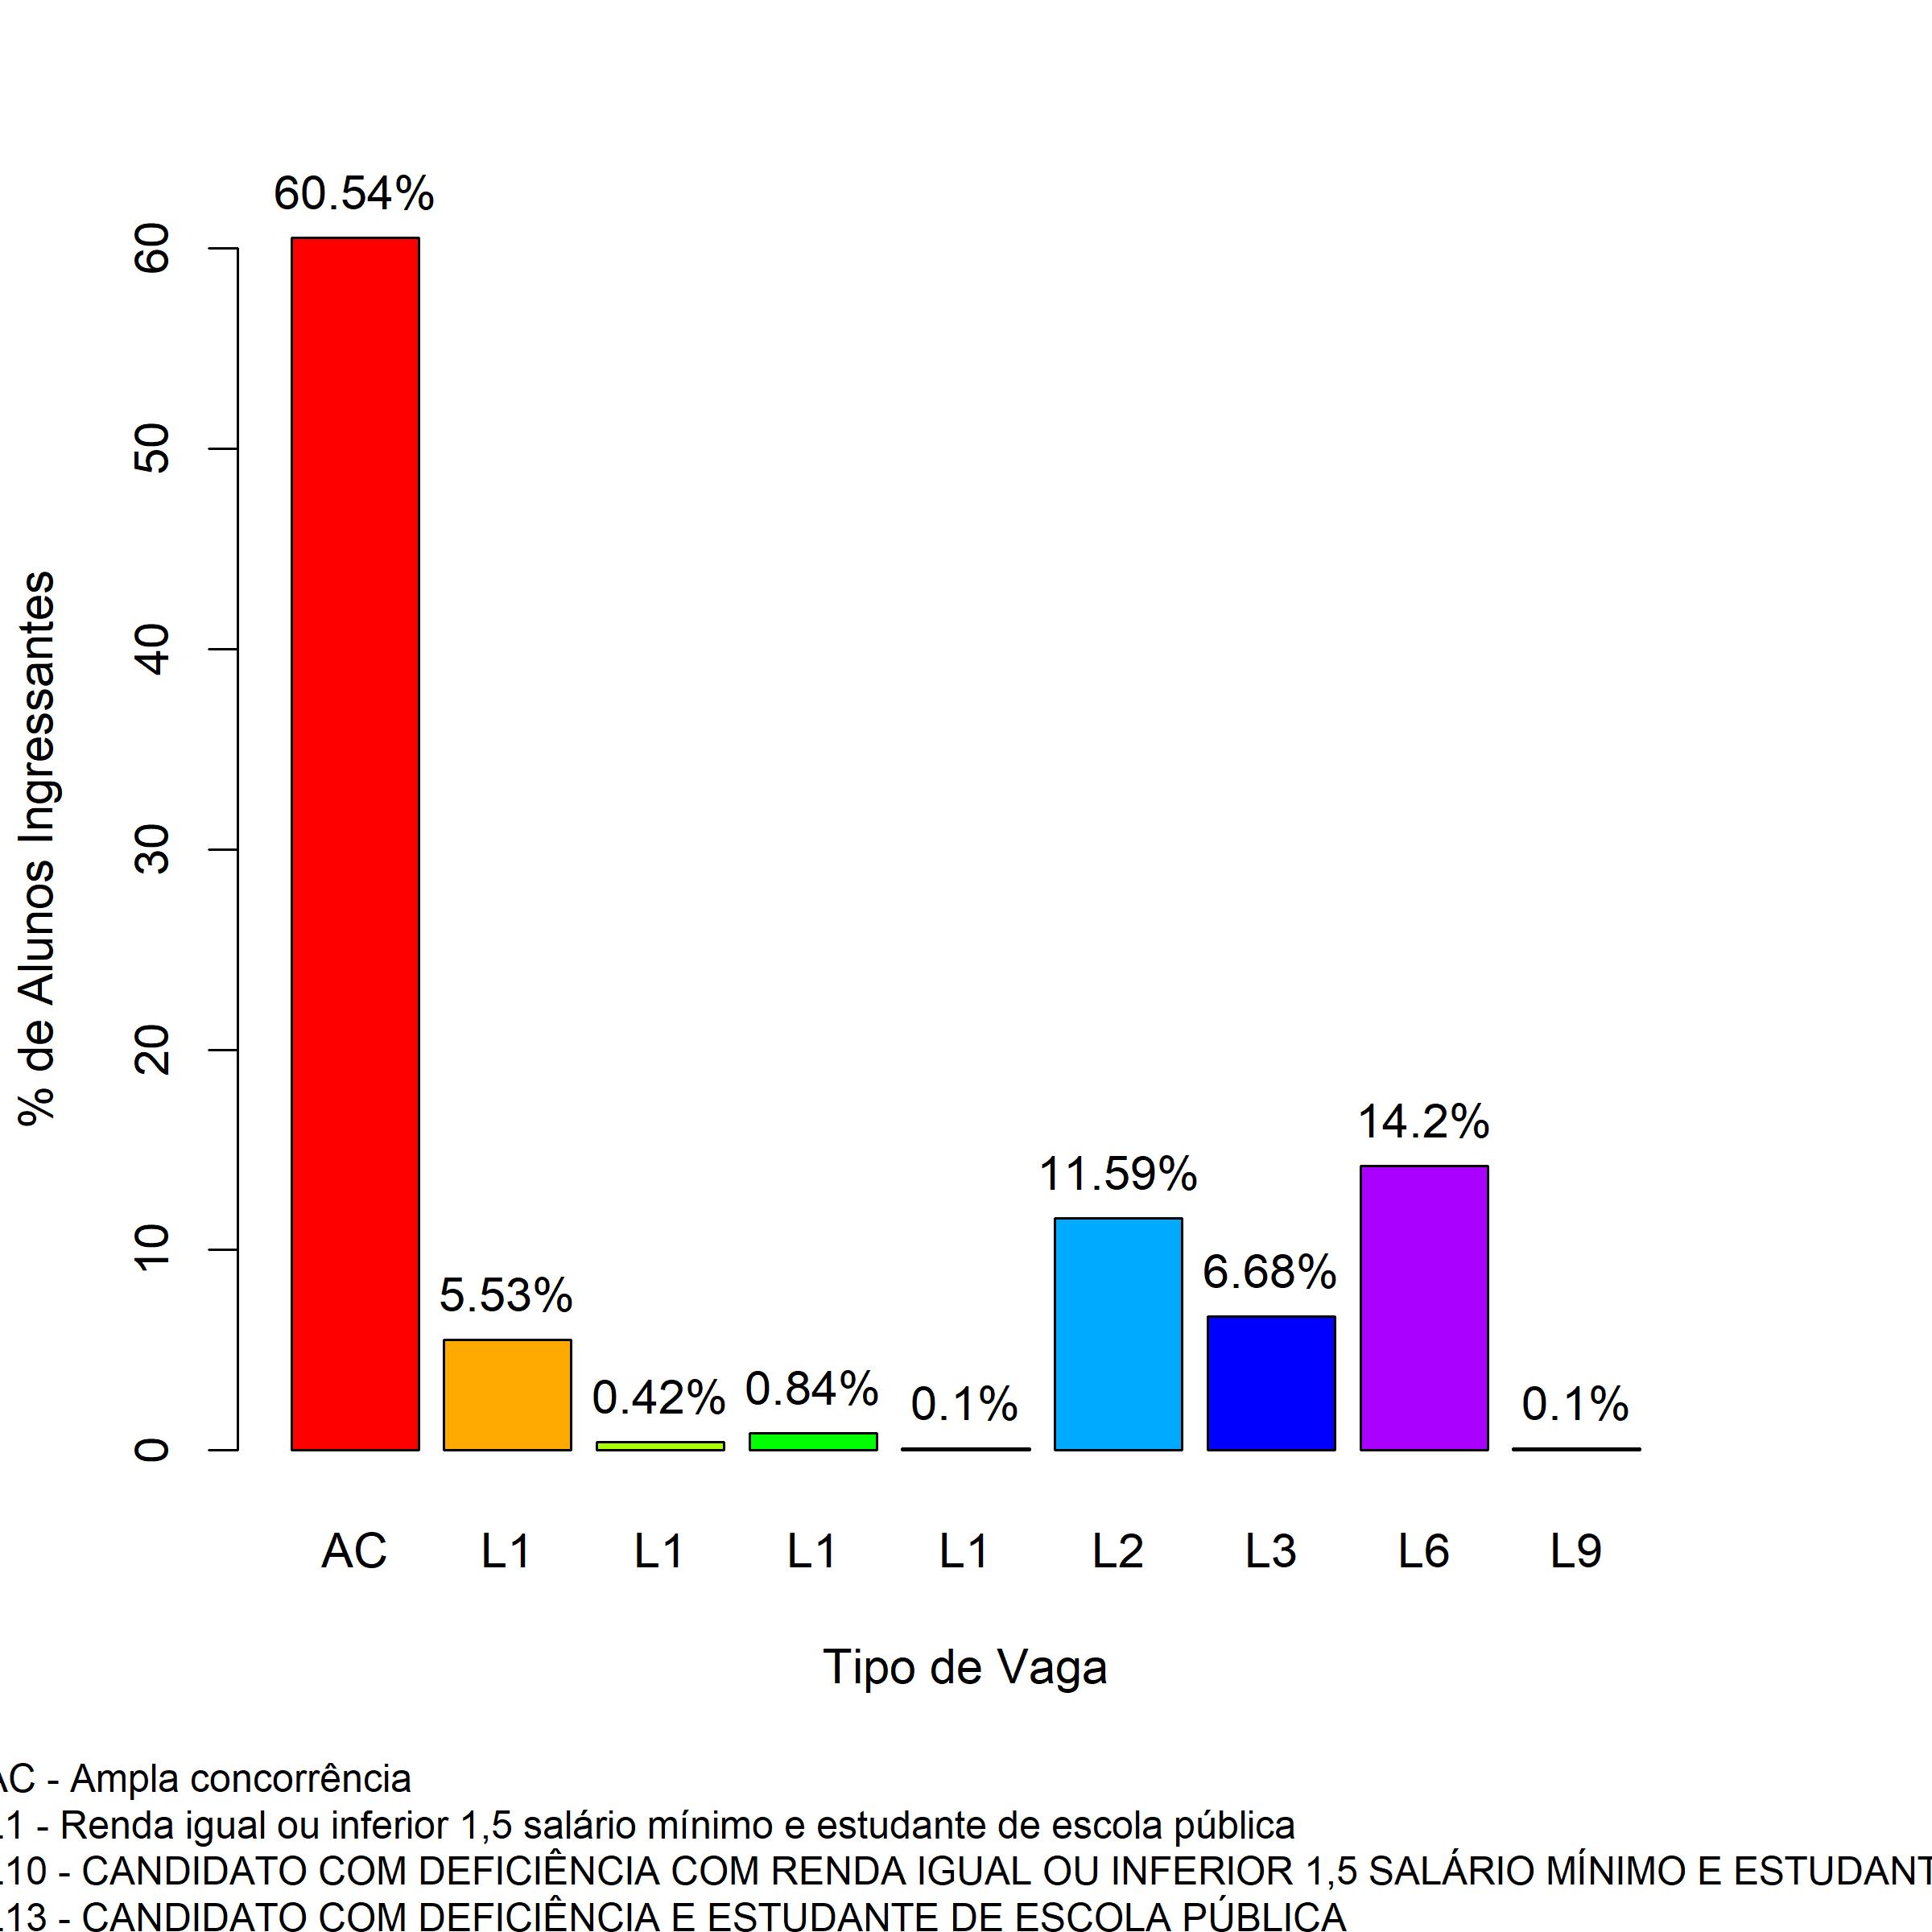 60.54%
5.53%
0.42%
0.84%
0.1%
11.59%
6.68%
14.2%
0.1%
60
50
40
30
20
10
0
% de Alunos Ingressantes
AC L1 L1 L1 L1 L2 L3 L6 L9
Tipo de Vaga
AC - Ampla concorrência
L1 - Renda igual ou inferior 1,5 salário mínimo e estudante de escola pública
L10 - CANDIDATO COM DEFICIÊNCIA COM RENDA IGUAL OU INFERIOR 1,5 SALÁRIO MÍNIMO E ESTUDANT
L13 - CANDIDATO COM DEFICIÊNCIA E ESTUDANTE DE ESCOLA PÚBLICA